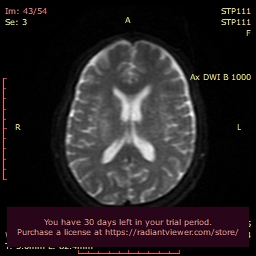 Im: 43/54
Se: 3
A
STP111
STP111
F
Ax DWI B 1000
R
L
You have 30 days left in your trial period.
Purchase a license at https://radiantviewer.com/store/